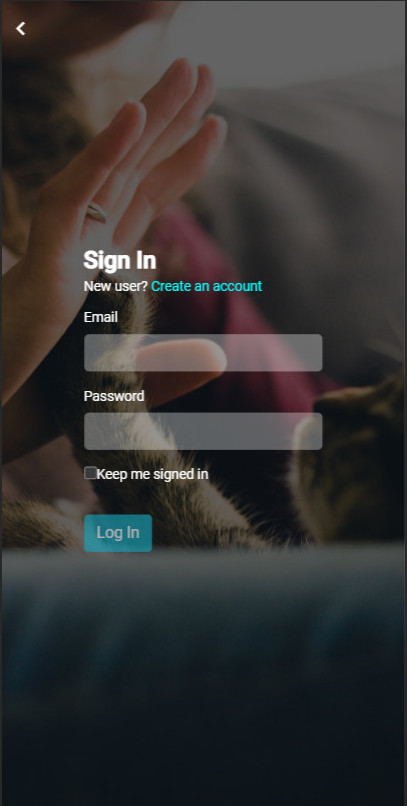 Sign In
New user? Create an account
Email
Password
Keep me signed in
Log In